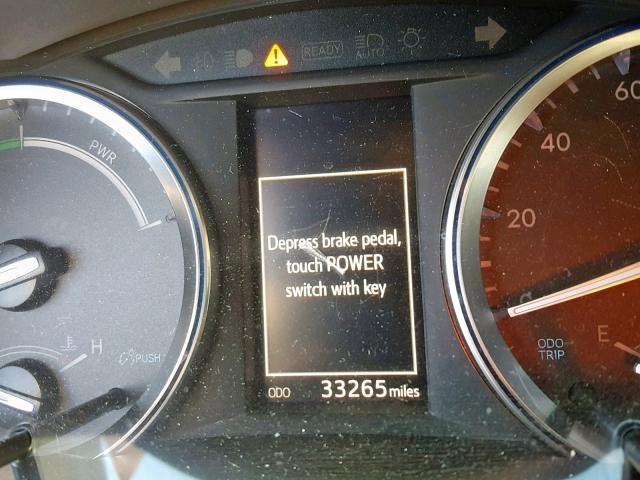 READY
AUTO
PWR
60
40
20
0
Depress brake pedal,
touch POWER
switch with key
H
PUSH
ODO
TRIP
E
ODO 33265 miles